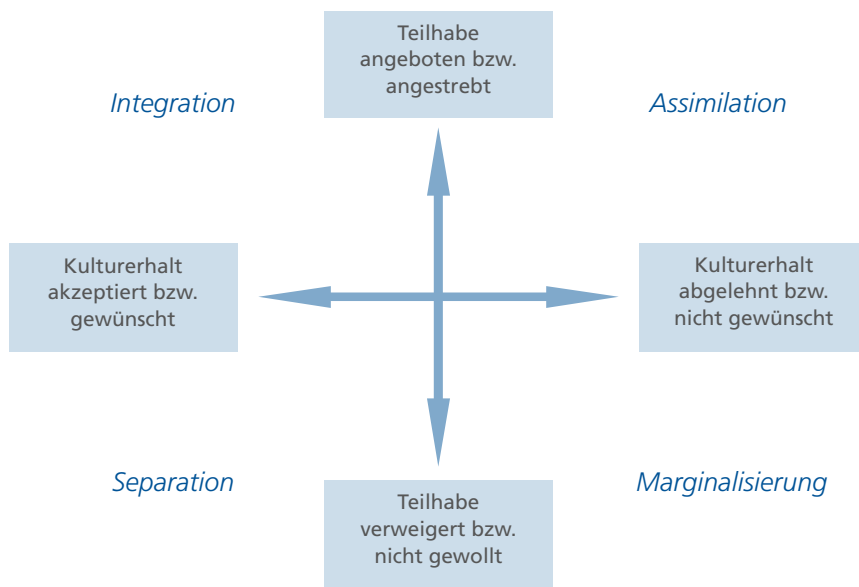 Teilhabe
angeboten bzw.
angestrebt
Integration
Assimilation
Kulturerhalt
akzeptiert bzw.
gewünscht
Kulturerhalt
abgelehnt bzw.
nicht gewünscht
Separation
Marginalisierung
Teilhabe
verweigert bzw.
nicht gewollt